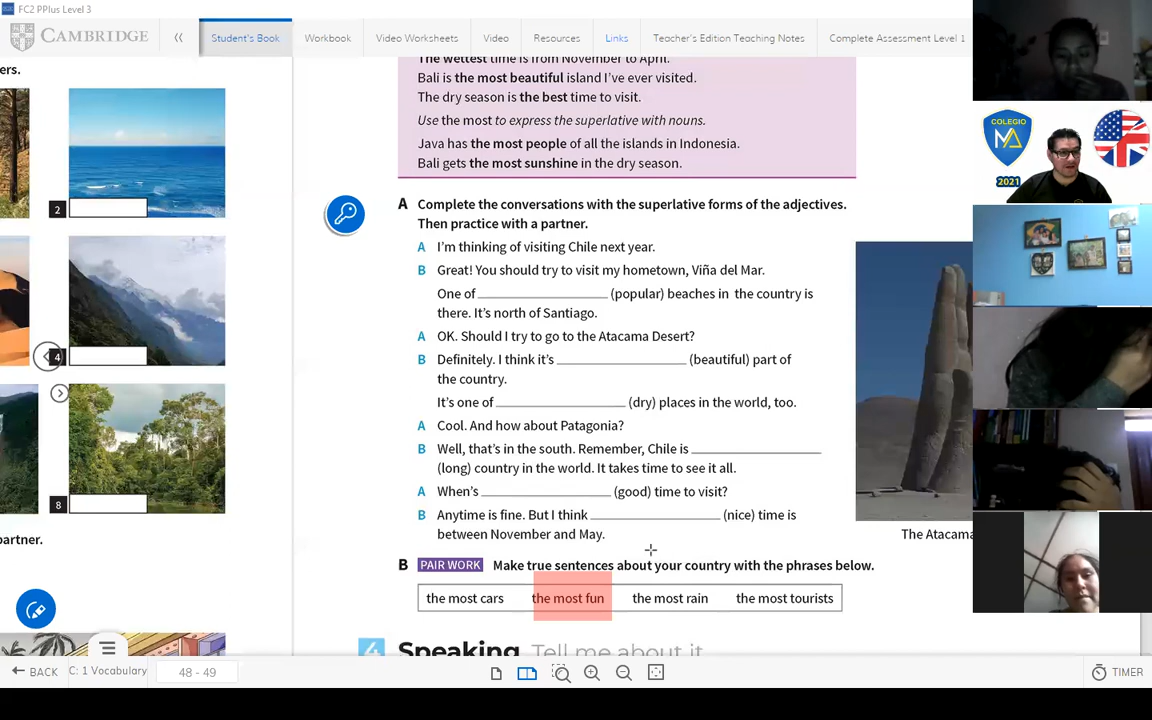 FC2 PPlus Level 3
CAMBRIDGE
Student's Book
Workbook
Video Worksheets
Video
Resources
Links
Teacher's Edition Teaching Notes
Complete Assessment Level 1
ers.
2
4
8
partner.
The wettest time is from November to April.
Bali is the most beautiful island I've ever visited.
The dry season is the best time to visit.
Use the most to express the superlative with nouns.
Java has the most people of all the islands in Indonesia.
Bali gets the most sunshine in the dry season.
A Complete the conversations with the superlative forms of the adjectives.
Then practice with a partner.
A I'm thinking of visiting Chile next year.
B Great! You should try to visit my hometown, Viña del Mar.
One of ____________ (popular) beaches in the country is
there. It's north of Santiago.
A OK. Should I try to go to the Atacama Desert?
B Definitely. I think it's ____________ (beautiful) part of
the country.
It's one of ____________ (dry) places in the world, too.
A Cool. And how about Patagonia?
B Well, that's in the south. Remember, Chile is ____________
(long) country in the world. It takes time to see it all.
A When's ____________ (good) time to visit?
B Anytime is fine. But I think ____________ (nice) time is
between November and May.
The Atacama
B PAIR WORK Make true sentences about your country with the phrases below.
the most cars the most fun the most rain the most tourists
4 Speaking Tell me about it
COLEGIO
MA
2021
BACK
C: 1 Vocabulary
48 - 49
TIMER